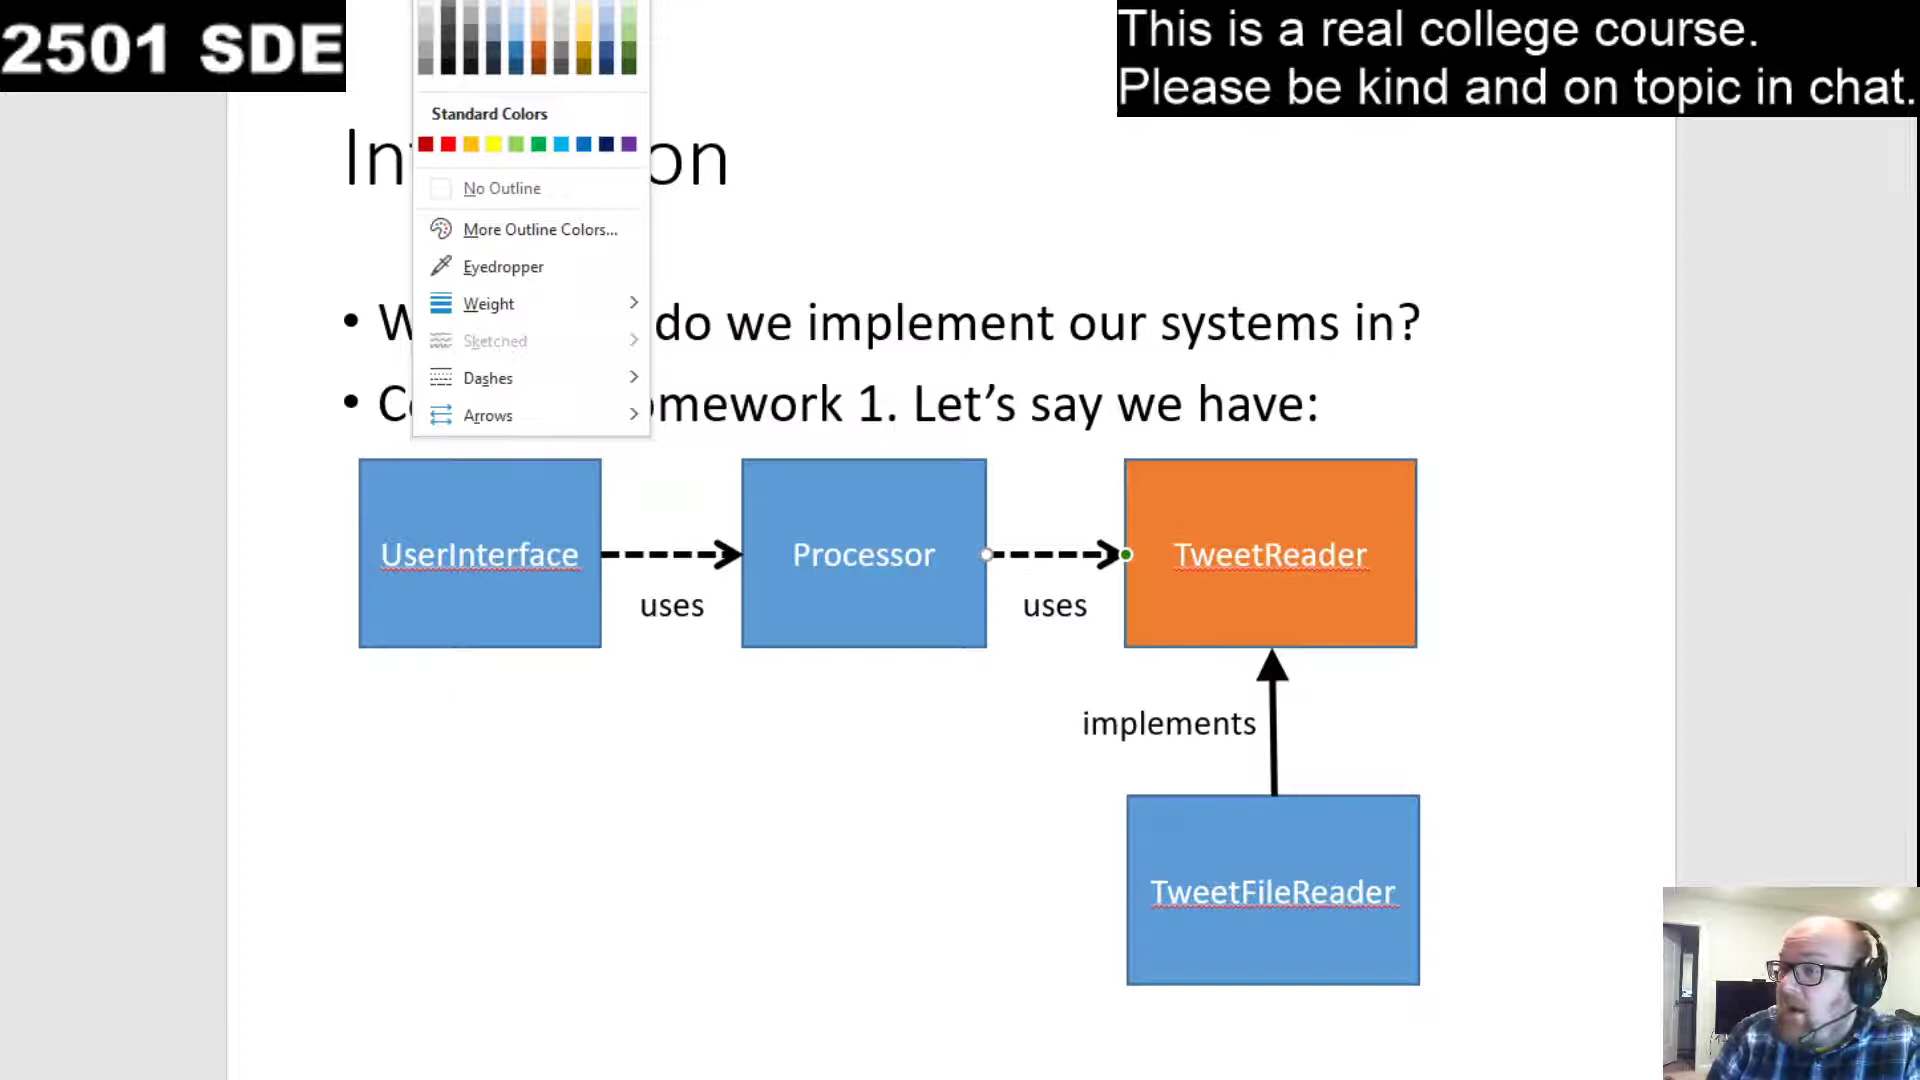 2501 SDE
This is a real college course.
Please be kind and on topic in chat.
Standard Colors
In on
No Outline
More Outline Colors...
Eyedropper
• W do we implement our systems in?
Weight
Sketched
Dashes
• C omework 1. Let's say we have:
Arrows
UserInterface
uses
Processor
uses
TweetReader
implements
TweetFileReader